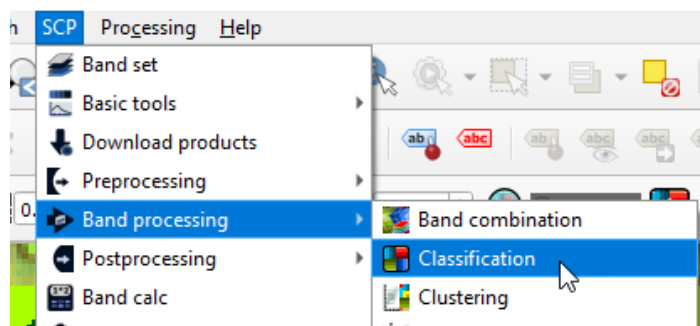 SCP Processing Help
Band set
Basic tools
Download products
Preprocessing
0.
Band processing
Band combination
Postprocessing
Classification
Band calc
Clustering
ab
abc
ab
abc
abc